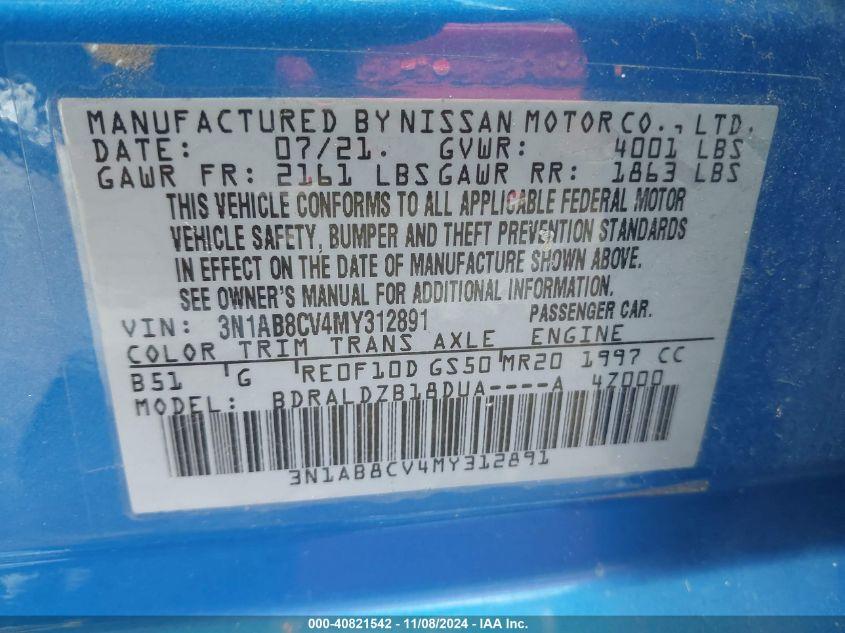 MANUFACTURED BY NISSAN MOTOR CO., LTD.
DATE: 07/21. GVWR: 4001 LBS
GAWR FR: 2161 LBS GAWR RR: 1863 LBS
THIS VEHICLE CONFORMS TO ALL APPLICABLE FEDERAL MOTOR
VEHICLE SAFETY, BUMPER AND THEFT PREVENTION STANDARDS
IN EFFECT ON THE DATE OF MANUFACTURE SHOWN ABOVE.
SEE OWNER'S MANUAL FOR ADDITIONAL INFORMATION.
VIN: 3N1AB8CV4MY312891 PASSENGER CAR.
COLOR TRIM TRANS AXLE ENGINE
B51 G RE0F10D GS50 MR20 1997 CC
MODEL: BDRALDZB18DUA----A 47000
3N1AB8CV4MY312891
000-40821542 - 11/08/2024 - IAA Inc.